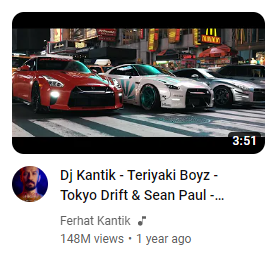 3:51
Dj Kantik - Teriyaki Boyz -
Tokyo Drift & Sean Paul -...
Ferhat Kantik
148M views • 1 year ago